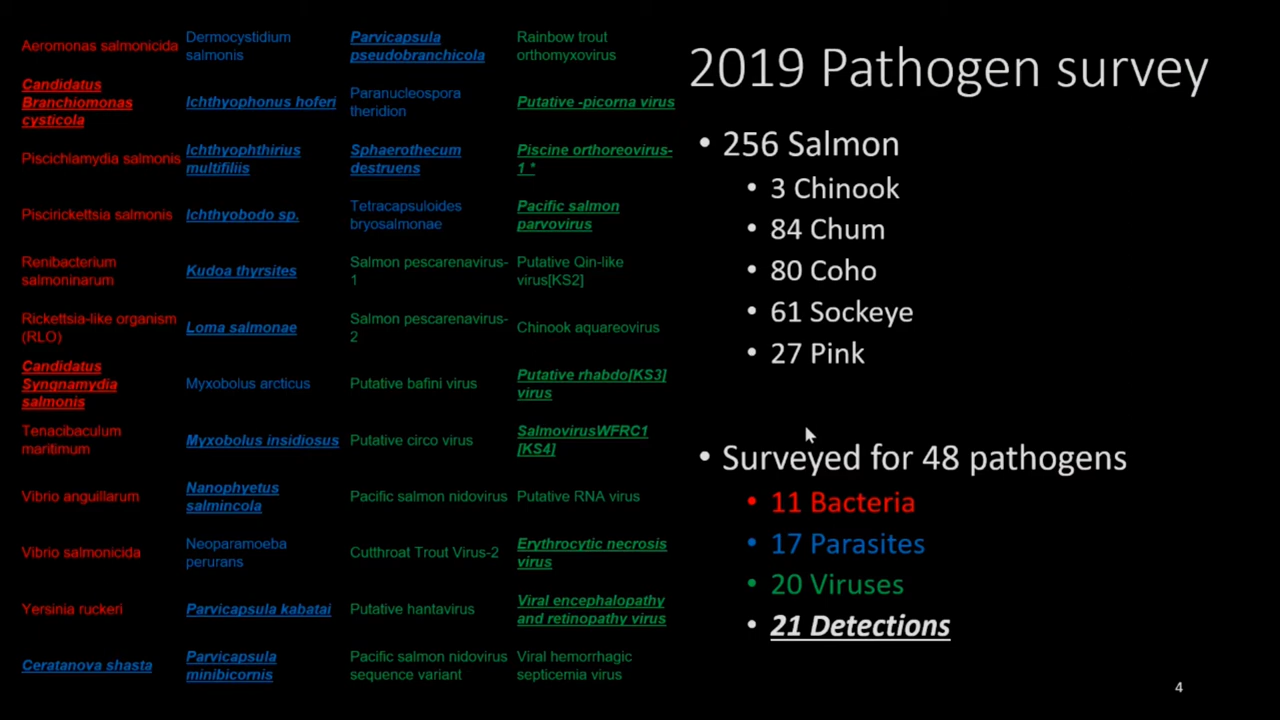 Aeromonas salmonicida
Candidatus
Branchiomonas
cysticola
Piscichlamydia salmonis
Piscirickettsia salmonis
Renibacterium
salmoninarum
Rickettsia-like organism
(RLO)
Candidatus
Syngnamydia
salmonis
Tenacibaculum
maritimum
Vibrio anguillarum
Vibrio salmonicida
Yersinia ruckeri
Ceratanova shasta
Dermocystidium
salmonis
Ichthyophonus hoferi
Ichthyophthirius
multifiliis
Ichthyobodo sp.
Kudoa thyrsites
Loma salmonae
Myxobolus arcticus
Myxobolus insidiosus
Nanophyetus
salmincola
Neoparamoeba
perurans
Parvicapsula kabatai
Parvicapsula
minibicornis
Parvicapsula
pseudobranchicola
Paranucleospora
theridion
Sphaerothecum
destruens
Tetracapsuloides
bryosalmonae
Salmon pescarenavirus-
1
Salmon pescarenavirus-
2
Putative bafini virus
Putative circo virus
Pacific salmon nidovirus
Cutthroat Trout Virus-2
Putative hantavirus
Pacific salmon nidovirus
sequence variant
Rainbow trout
orthomyxovirus
Putative -picorna virus
Piscine orthoreovirus-
1 *
Pacific salmon
parvovirus
Putative Qin-like
virus[KS2]
Chinook aquareovirus
Putative rhabdo[KS3]
virus
SalmovirusWFRC1
[KS4]
Putative RNA virus
Erythrocytic necrosis
virus
Viral encephalopathy
and retinopathy virus
Viral hemorrhagic
septicemia virus
2019 Pathogen survey
• 256 Salmon
• 3 Chinook
• 84 Chum
• 80 Coho
• 61 Sockeye
• 27 Pink
• Surveyed for 48 pathogens
• 11 Bacteria
• 17 Parasites
• 20 Viruses
• 21 Detections
4